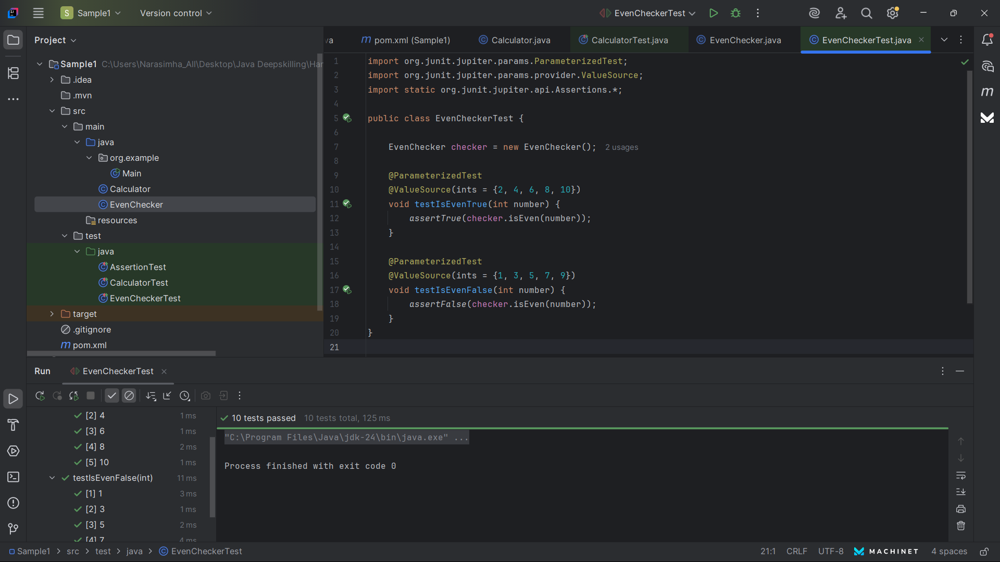 S Sample1 Version control EvenCheckerTest
Project
va pom.xml (Sample1) Calculator.java CalculatorTest.java EvenChecker.java EvenCheckerTest.java
Sample1 C:\Users\Narasimha_All\Desktop\Java Deepskilling\Har
.idea
.mvn
src
main
java
org.example
Main
Calculator
EvenChecker
resources
test
java
AssertionTest
CalculatorTest
EvenCheckerTest
target
.gitignore
pom.xml
1 import org.junit.jupiter.params.ParameterizedTest;
2 import org.junit.jupiter.params.provider.ValueSource;
3 import static org.junit.jupiter.api.Assertions.*;
4
5 public class EvenCheckerTest {
6
7 EvenChecker checker = new EvenChecker(); 2 usages
8
9 @ParameterizedTest
10 @ValueSource(ints = {2, 4, 6, 8, 10})
11 void testIsEvenTrue(int number) {
12 assertTrue(checker.isEven(number));
13 }
14
15 @ParameterizedTest
16 @ValueSource(ints = {1, 3, 5, 7, 9})
17 void testIsEvenFalse(int number) {
18 assertFalse(checker.isEven(number));
19 }
20 }
21
Run EvenCheckerTest
[2] 4 1 ms
[3] 6 1 ms
[4] 8 2 ms
[5] 10 1 ms
testIsEvenFalse(int) 11 ms
[1] 1 3 ms
[2] 3 1 ms
[3] 5 2 ms
[4] 7 4 ms
10 tests passed 10 tests total, 125 ms
"C:\Program Files\Java\jdk-24\bin\java.exe" ...
Process finished with exit code 0
Sample1 > src > test > java > EvenCheckerTest
21:1 CRLF UTF-8 MACHINET 4 spaces